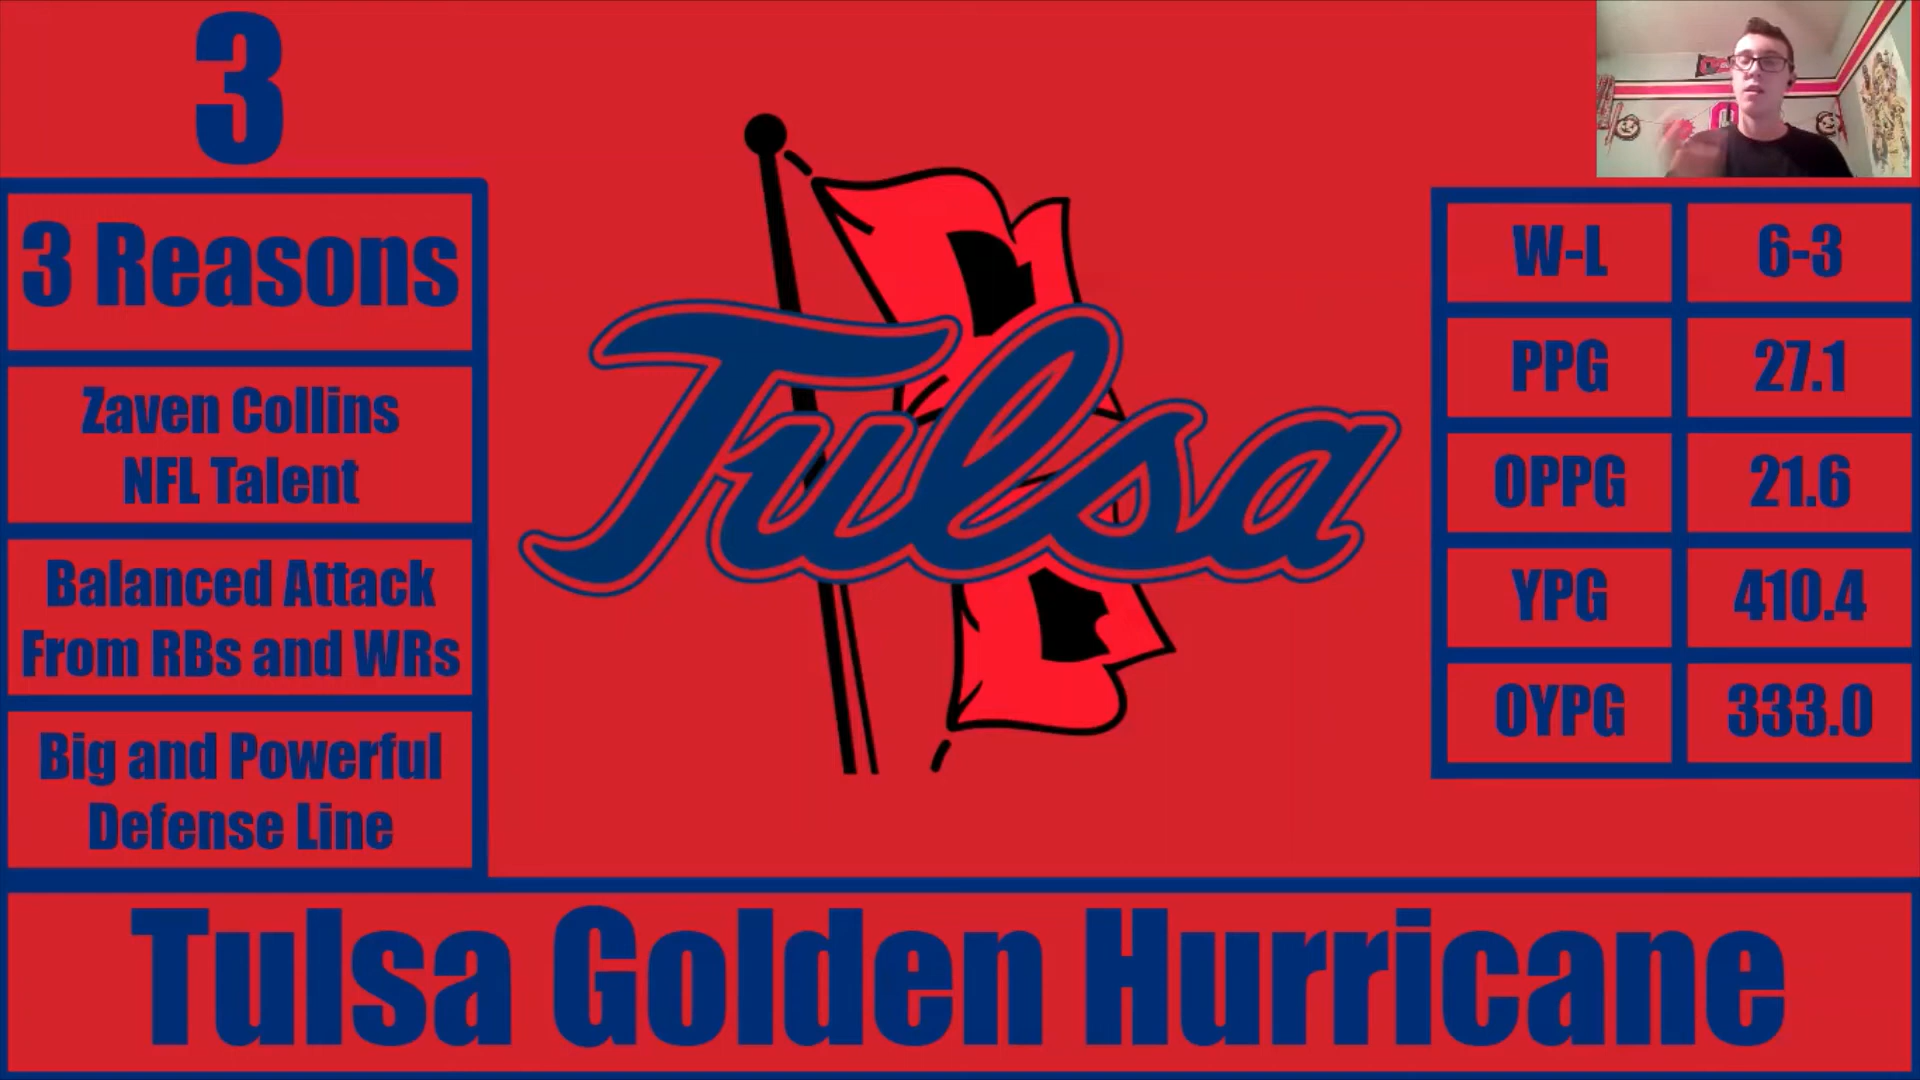 3
3 Reasons
Zaven Collins
NFL Talent
Balanced Attack
From RBs and WRs
Big and Powerful
Defense Line
Tulsa
W-L 6-3
PPG 27.1
OPPG 21.6
YPG 410.4
OYPG 333.0
Tulsa Golden Hurricane